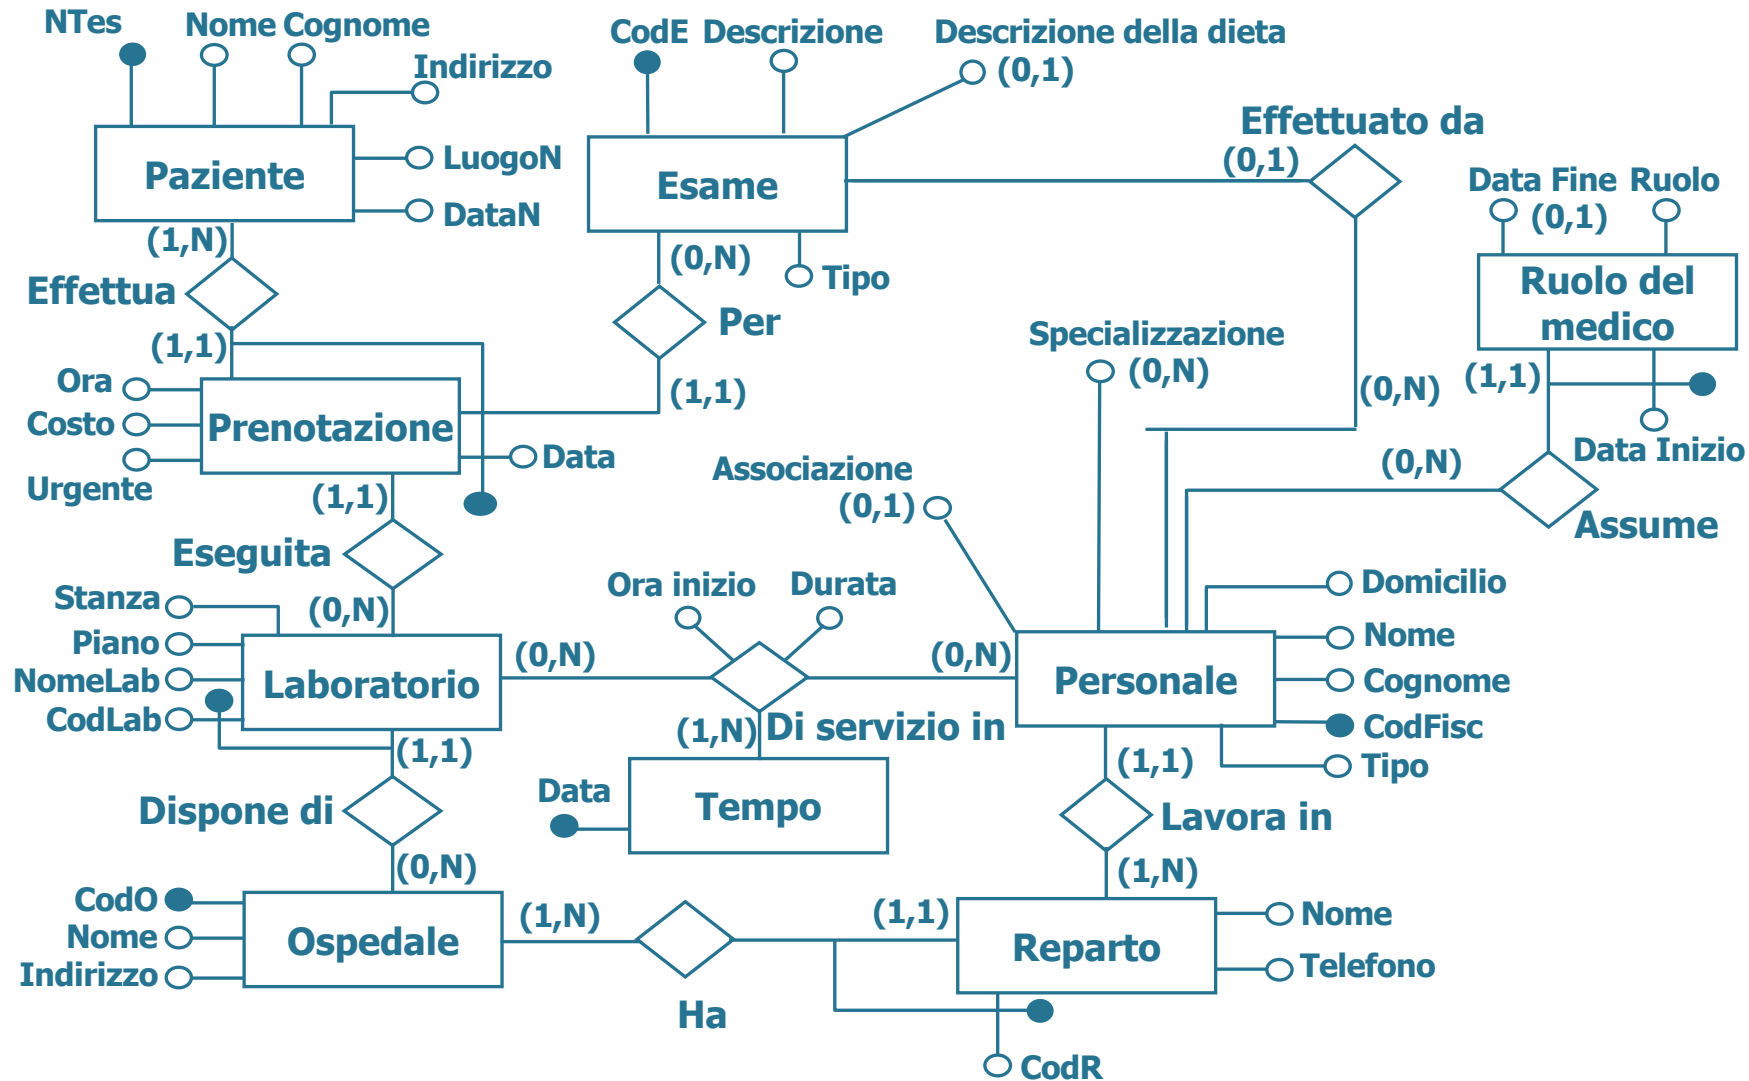 NTes
Nome Cognome
Indirizzo
Paziente
LuogoN
DataN
(1,N)
Effettua
(1,1)
CodE Descrizione
Descrizione della dieta
(0,1)
Esame
(0,N)
Tipo
Per
(1,1)
Effettuato da
(0,1)
(0,N)
Data Fine Ruolo
(0,1)
Ruolo del
medico
(1,1)
Data Inizio
(0,N)
Assume
Specializzazione
(0,N)
Associazione
(0,1)
Ora
Costo
Urgente
Prenotazione
Data
(1,1)
Eseguita
(0,N)
Stanza
Piano
NomeLab
CodLab
Laboratorio
(0,N)
Ora inizio
Durata
(0,N)
(1,N)
Di servizio in
Data
Tempo
Personale
Domicilio
Nome
Cognome
CodFisc
Tipo
(1,1)
Lavora in
(1,N)
(1,1)
Dispone di
(0,N)
CodO
Nome
Indirizzo
Ospedale
(1,N)
Ha
(1,1)
Reparto
Nome
Telefono
CodR